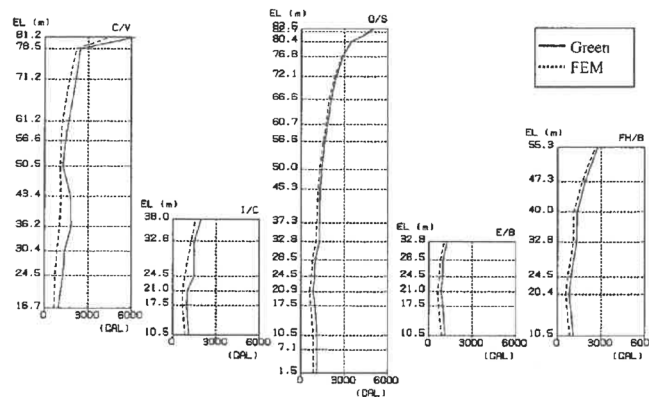 EL (m) C/V
81.2
78.5
71.2
61.2
56.6
50.5
43.4
36.2
30.4
24.5
16.7
0 3000 6000
(GAL)
EL (m) I/C
38.0
32.8
24.5
21.0
17.5
10.5
0 3000 6000
(GAL)
EL (m) O/S
82.7
80.4
76.8
72.1
66.6
60.7
56.6
50.0
45.9
37.3
32.8
24.5
20.9
17.5
10.5
7.1
1.5
0 3000 6000
(GAL)
EL (m) E/B
32.8
28.5
21.0
17.5
10.5
0 3000 6000
(GAL)
Green
FEM
EL (m) FH/B
55.3
47.3
40.0
32.8
24.5
20.4
10.5
0 3000 6000
(GAL)